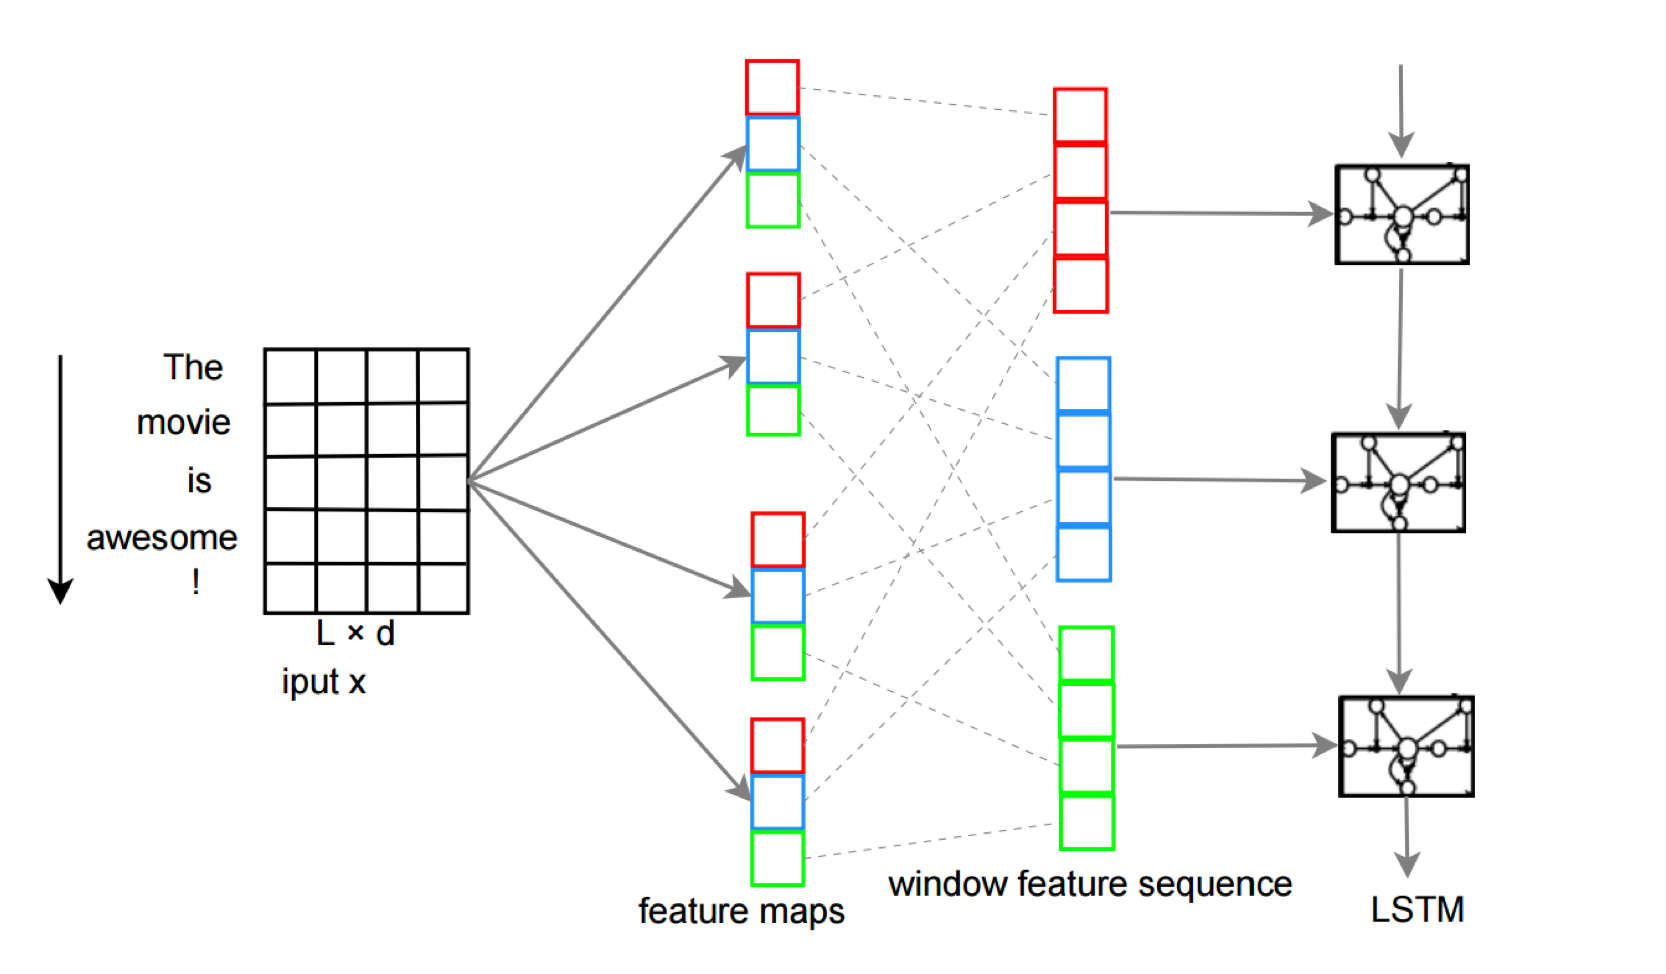 The
movie
is
awesome
!
L × d
iput x
feature maps
window feature sequence
LSTM